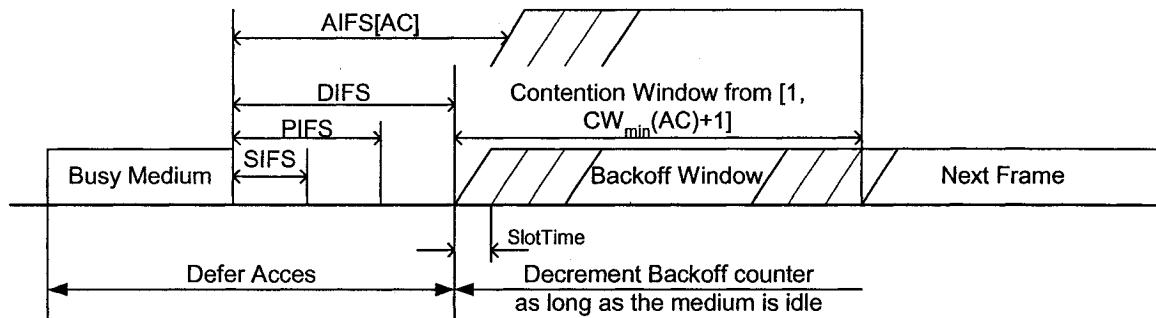 AIFS[AC]
DIFS
Contention Window from [1,
CWmin(AC)+1]
PIFS
SIFS
Busy Medium
Backoff Window
Next Frame
SlotTime
Defer Acces
Decrement Backoff counter
as long as the medium is idle